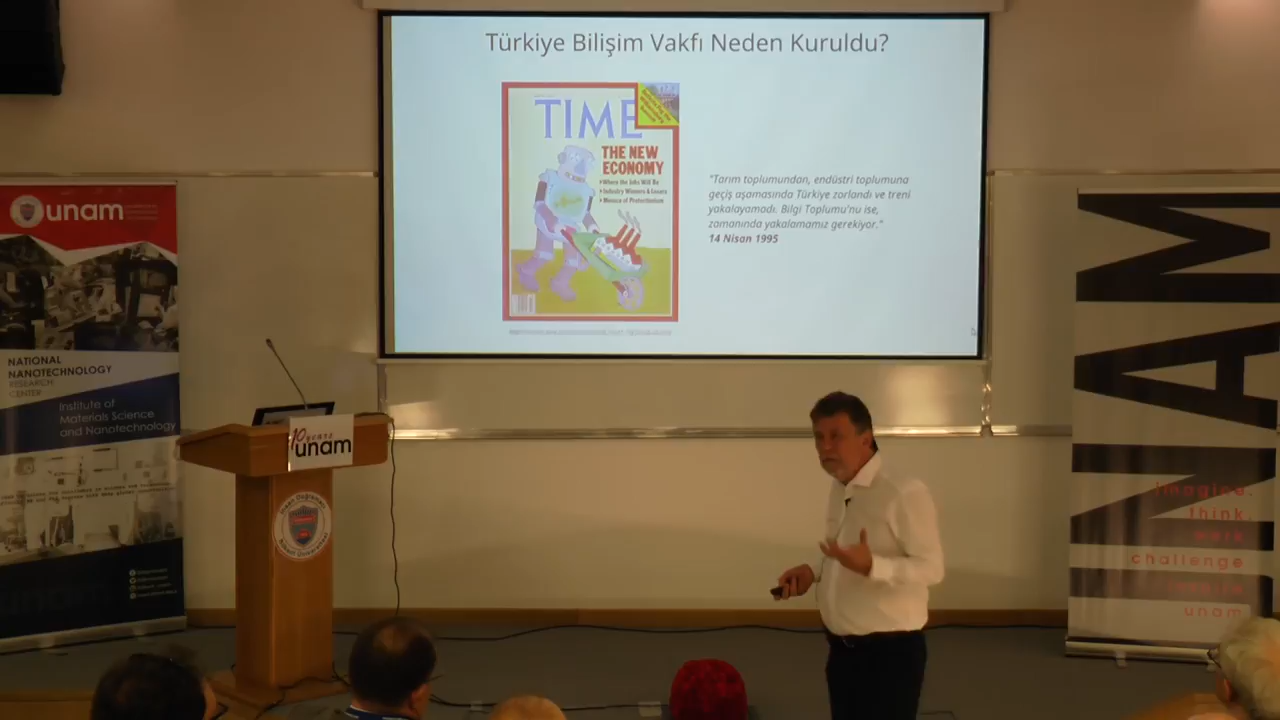 Türkiye Bilişim Vakfı Neden Kuruldu?
TIME
THE NEW
ECONOMY
Where the Jobs Will Be
Industry Winners & Losers
Menace of Protectionism
"Tarım toplumundan, endüstri toplumuna
geçiş aşamasında Türkiye zorlandı ve treni
yakalayamadı. Bilgi Toplumu'nu ise,
zamanında yakalamamız gerekiyor."
14 Nisan 1995
unam
NATIONAL
NANOTECHNOLOGY
RESEARCH
CENTER
Institute of
Materials Science
and Nanotechnology
10 years
unam
UNAM
imagine.
think.
work
challenge
unam